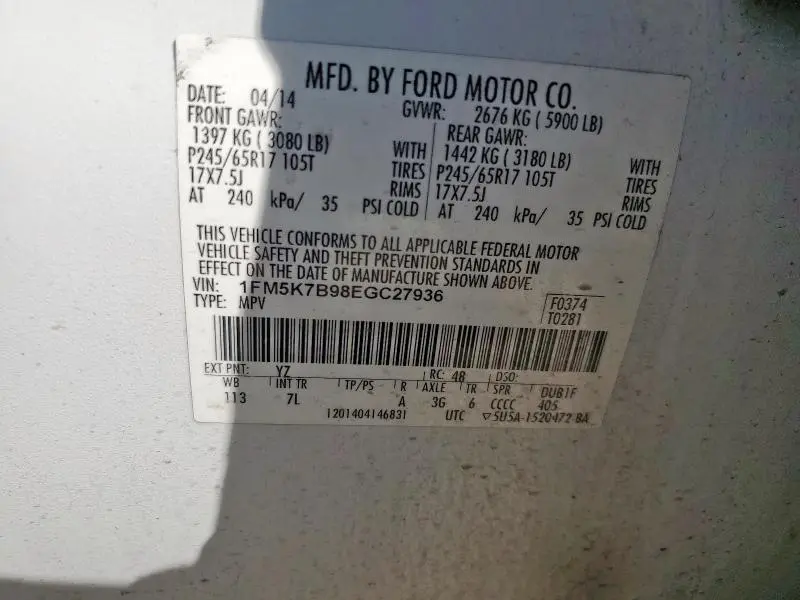 MFD. BY FORD MOTOR CO.
DATE: 04/14 GVWR: 2676 KG ( 5900 LB)
FRONT GAWR: REAR GAWR:
1397 KG ( 3080 LB) WITH 1442 KG ( 3180 LB) WITH
P245/65R17 105T TIRES P245/65R17 105T TIRES
17X7.5J RIMS 17X7.5J RIMS
AT 240 kPa/ 35 PSI COLD AT 240 kPa/ 35 PSI COLD
THIS VEHICLE CONFORMS TO ALL APPLICABLE FEDERAL MOTOR
VEHICLE SAFETY AND THEFT PREVENTION STANDARDS IN
EFFECT ON THE DATE OF MANUFACTURE SHOWN ABOVE.
VIN: 1FM5K7B98EGC27936 F0374
TYPE: MPV T0281
EXT PNT: YZ RC: 48 DSO:
WB INT TR TP/PS R AXLE TR SPR DUB1F
113 7L A 3G 6 CCCC 405
1201404146831 UTC ▽5U5A-1520472-BA